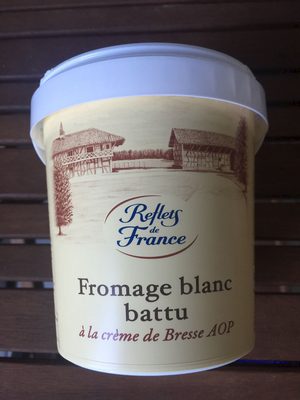 Reflets
de
France
Fromage blanc
battu
à la crème de Bresse AOP